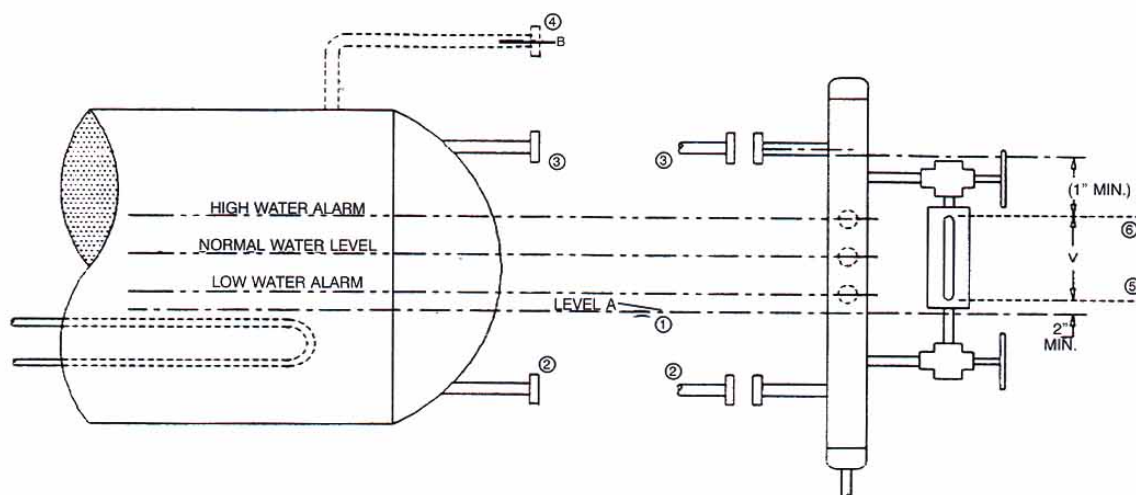 ④
B
③
③
(1" MIN.)
HIGH WATER ALARM
⑥
NORMAL WATER LEVEL
V
LOW WATER ALARM
⑤
LEVEL A
①
2"
MIN.
②
②